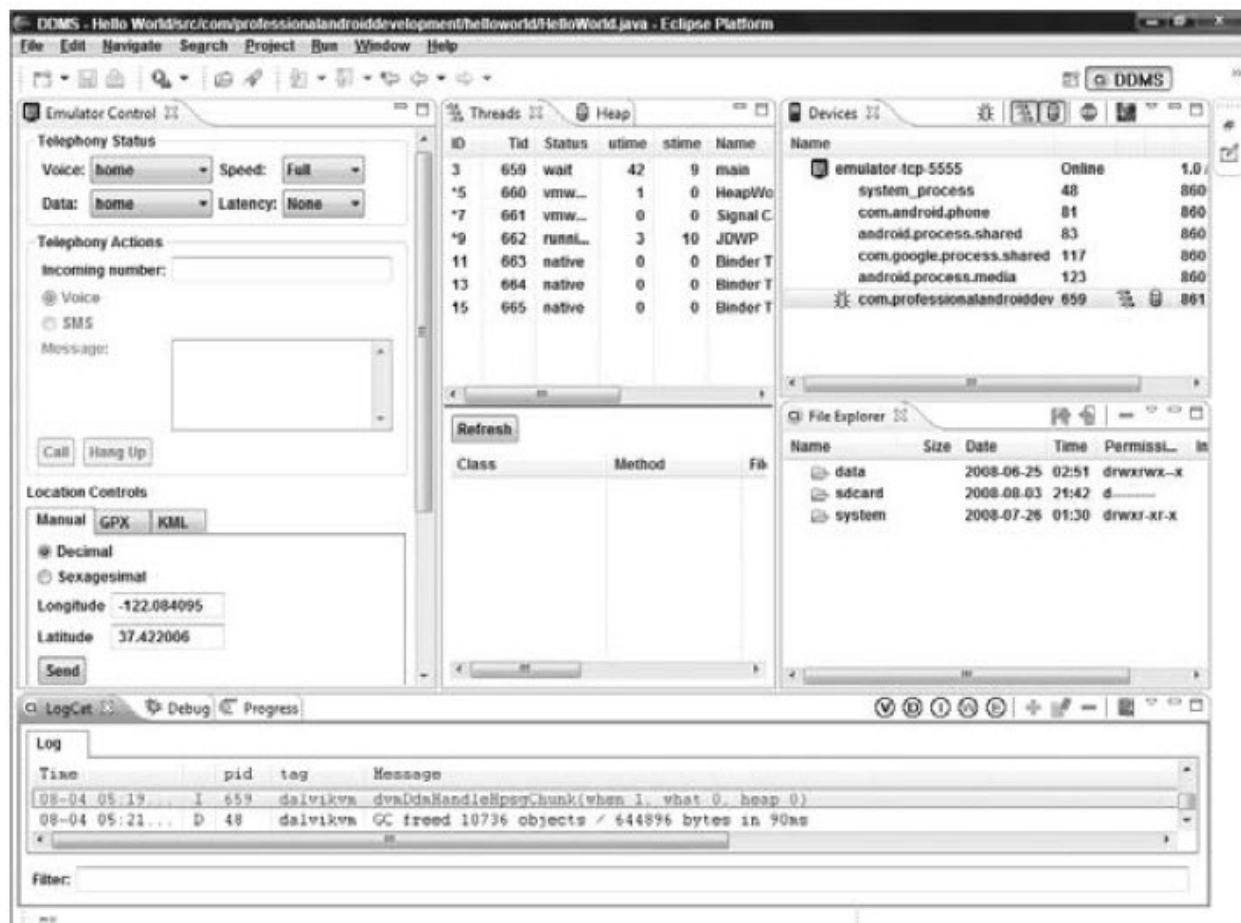 DDMS - Hello World/src/com/professionalandroiddevelopment/helloworld/HelloWorld.java - Eclipse Platform
File Edit Navigate Search Project Run Window Help
DDMS
Emulator Control
Telephony Status
Voice: home Speed: Full
Data: home Latency: None
Telephony Actions
Incoming number:
Voice
SMS
Message:
Call Hang Up
Location Controls
Manual GPX KML
Decimal
Sexagesimal
Longitude -122.084095
Latitude 37.422006
Send
Threads Heap
ID Tid Status utime stime Name
3 659 wait 42 9 main
*5 660 vmw... 1 0 HeapWo
*7 661 vmw... 0 0 Signal C
*9 662 runni... 3 10 JDWP
11 663 native 0 0 Binder T
13 664 native 0 0 Binder T
15 665 native 0 0 Binder T
Refresh
Class Method File
Devices
Name
emulator-tcp-5555 Online 1.0
system_process 48 860
com.android.phone 81 860
android.process.shared 83 860
com.google.process.shared 117 860
android.process.media 123 860
com.professionalandroiddev 659 861
File Explorer
Name Size Date Time Permissi... In
data 2008-06-25 02:51 drwxrwx--x
sdcard 2008-08-03 21:42 d---------
system 2008-07-26 01:30 drwxr-xr-x
LogCat Debug Progress
V D I W E
Log
Time pid tag Message
08-04 05:19... I 659 dalvikvm dvmDdmHandleHpsgChunk(when 1, what 0, heap 0)
08-04 05:21... D 48 dalvikvm GC freed 10736 objects / 644896 bytes in 90ms
Filter: